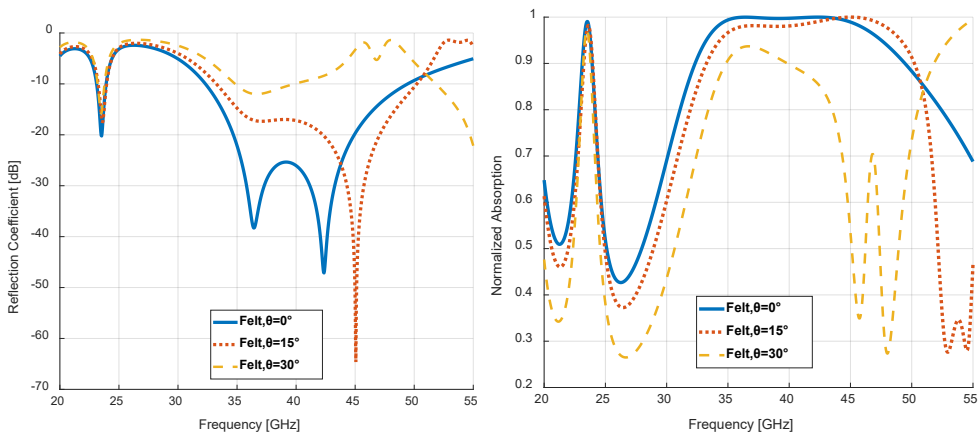 0
-10
-20
-30
-40
-50
-60
-70
Reflection Coefficient [dB]
Felt,θ=0°
Felt,θ=15°
Felt,θ=30°
20 25 30 35 40 45 50 55
Frequency [GHz]
1
0.9
0.8
0.7
0.6
0.5
0.4
0.3
0.2
Normalized Absoption
Felt,θ=0°
Felt,θ=15°
Felt,θ=30°
20 25 30 35 40 45 50 55
Frequency [GHz]